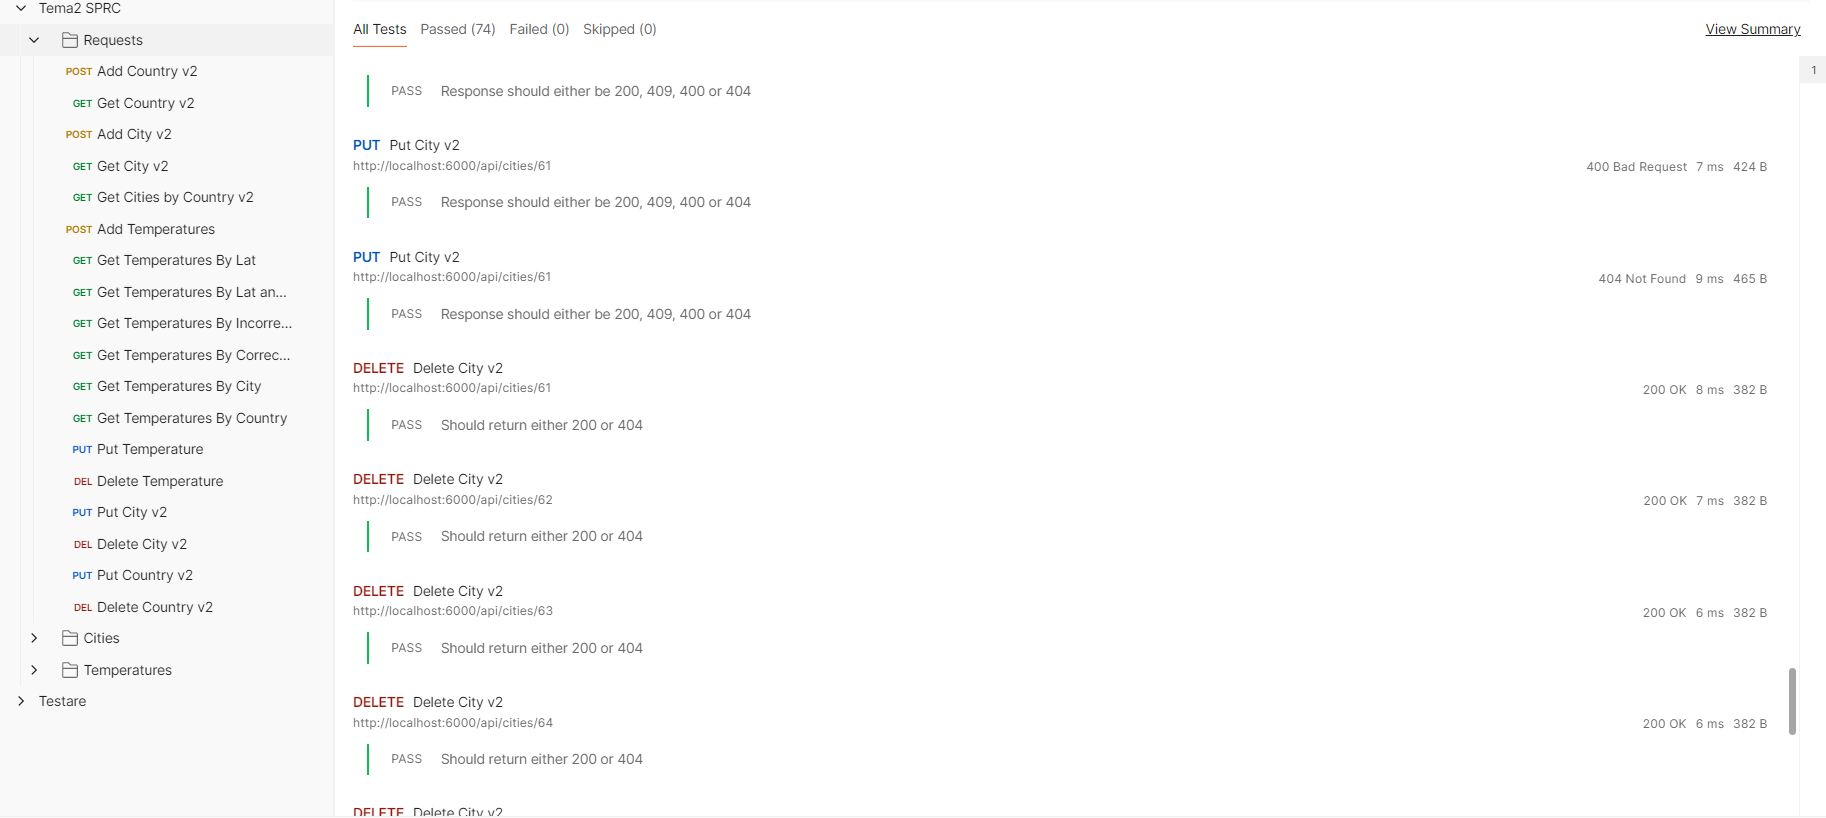 Tema2 SPRC
Requests
POST Add Country v2
GET Get Country v2
POST Add City v2
GET Get City v2
GET Get Cities by Country v2
POST Add Temperatures
GET Get Temperatures By Lat
GET Get Temperatures By Lat an...
GET Get Temperatures By Incorre...
GET Get Temperatures By Correc...
GET Get Temperatures By City
GET Get Temperatures By Country
PUT Put Temperature
DEL Delete Temperature
PUT Put City v2
DEL Delete City v2
PUT Put Country v2
DEL Delete Country v2
Cities
Temperatures
Testare
All Tests Passed (74) Failed (0) Skipped (0) View Summary
1
PASS Response should either be 200, 409, 400 or 404
PUT Put City v2
http://localhost:6000/api/cities/61
400 Bad Request 7 ms 424 B
PASS Response should either be 200, 409, 400 or 404
PUT Put City v2
http://localhost:6000/api/cities/61
404 Not Found 9 ms 465 B
PASS Response should either be 200, 409, 400 or 404
DELETE Delete City v2
http://localhost:6000/api/cities/61
200 OK 8 ms 382 B
PASS Should return either 200 or 404
DELETE Delete City v2
http://localhost:6000/api/cities/62
200 OK 7 ms 382 B
PASS Should return either 200 or 404
DELETE Delete City v2
http://localhost:6000/api/cities/63
200 OK 6 ms 382 B
PASS Should return either 200 or 404
DELETE Delete City v2
http://localhost:6000/api/cities/64
200 OK 6 ms 382 B
PASS Should return either 200 or 404
DELETE Delete City v2